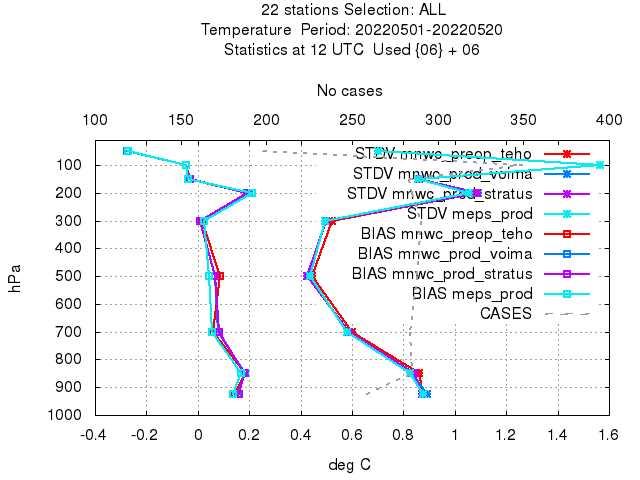 22 stations Selection: ALL
Temperature  Period: 20220501-20220520
Statistics at 12 UTC  Used {06} + 06
No cases
100 150 200 250 300 350 400
STDV mnwc_preop_teho
STDV mnwc_prod_voima
STDV mnwc_prod_stratus
STDV meps_prod
BIAS mnwc_preop_teho
BIAS mnwc_prod_voima
BIAS mnwc_prod_stratus
BIAS meps_prod
CASES
hPa
100
200
300
400
500
600
700
800
900
1000
-0.4 -0.2 0 0.2 0.4 0.6 0.8 1 1.2 1.4 1.6
deg C